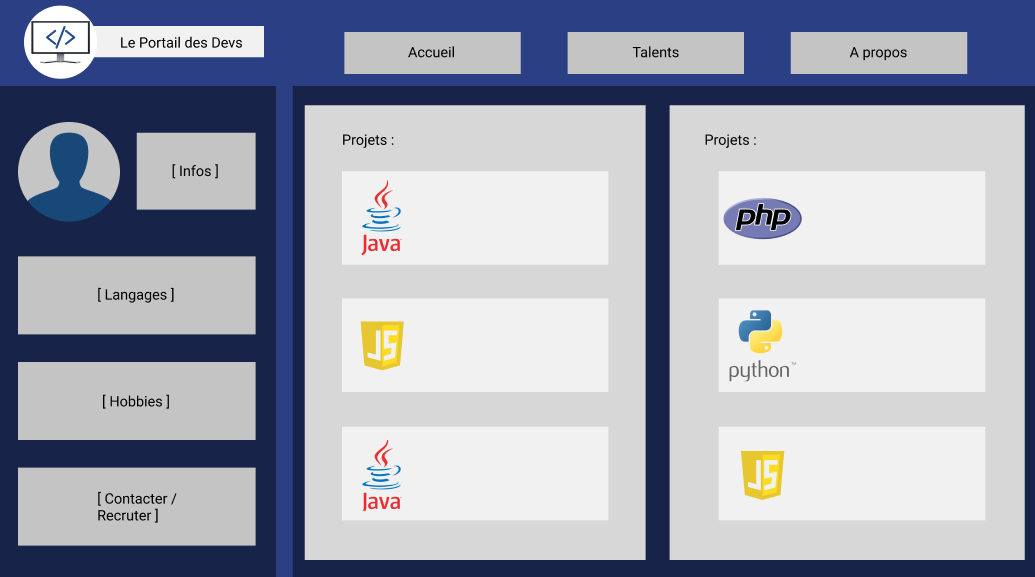 </>
Le Portail des Devs
Accueil
Talents
A propos
[ Infos ]
[ Langages ]
[ Hobbies ]
[ Contacter /
Recruter ]
Projets :
Java
JS
Java
Projets :
php
python™
JS